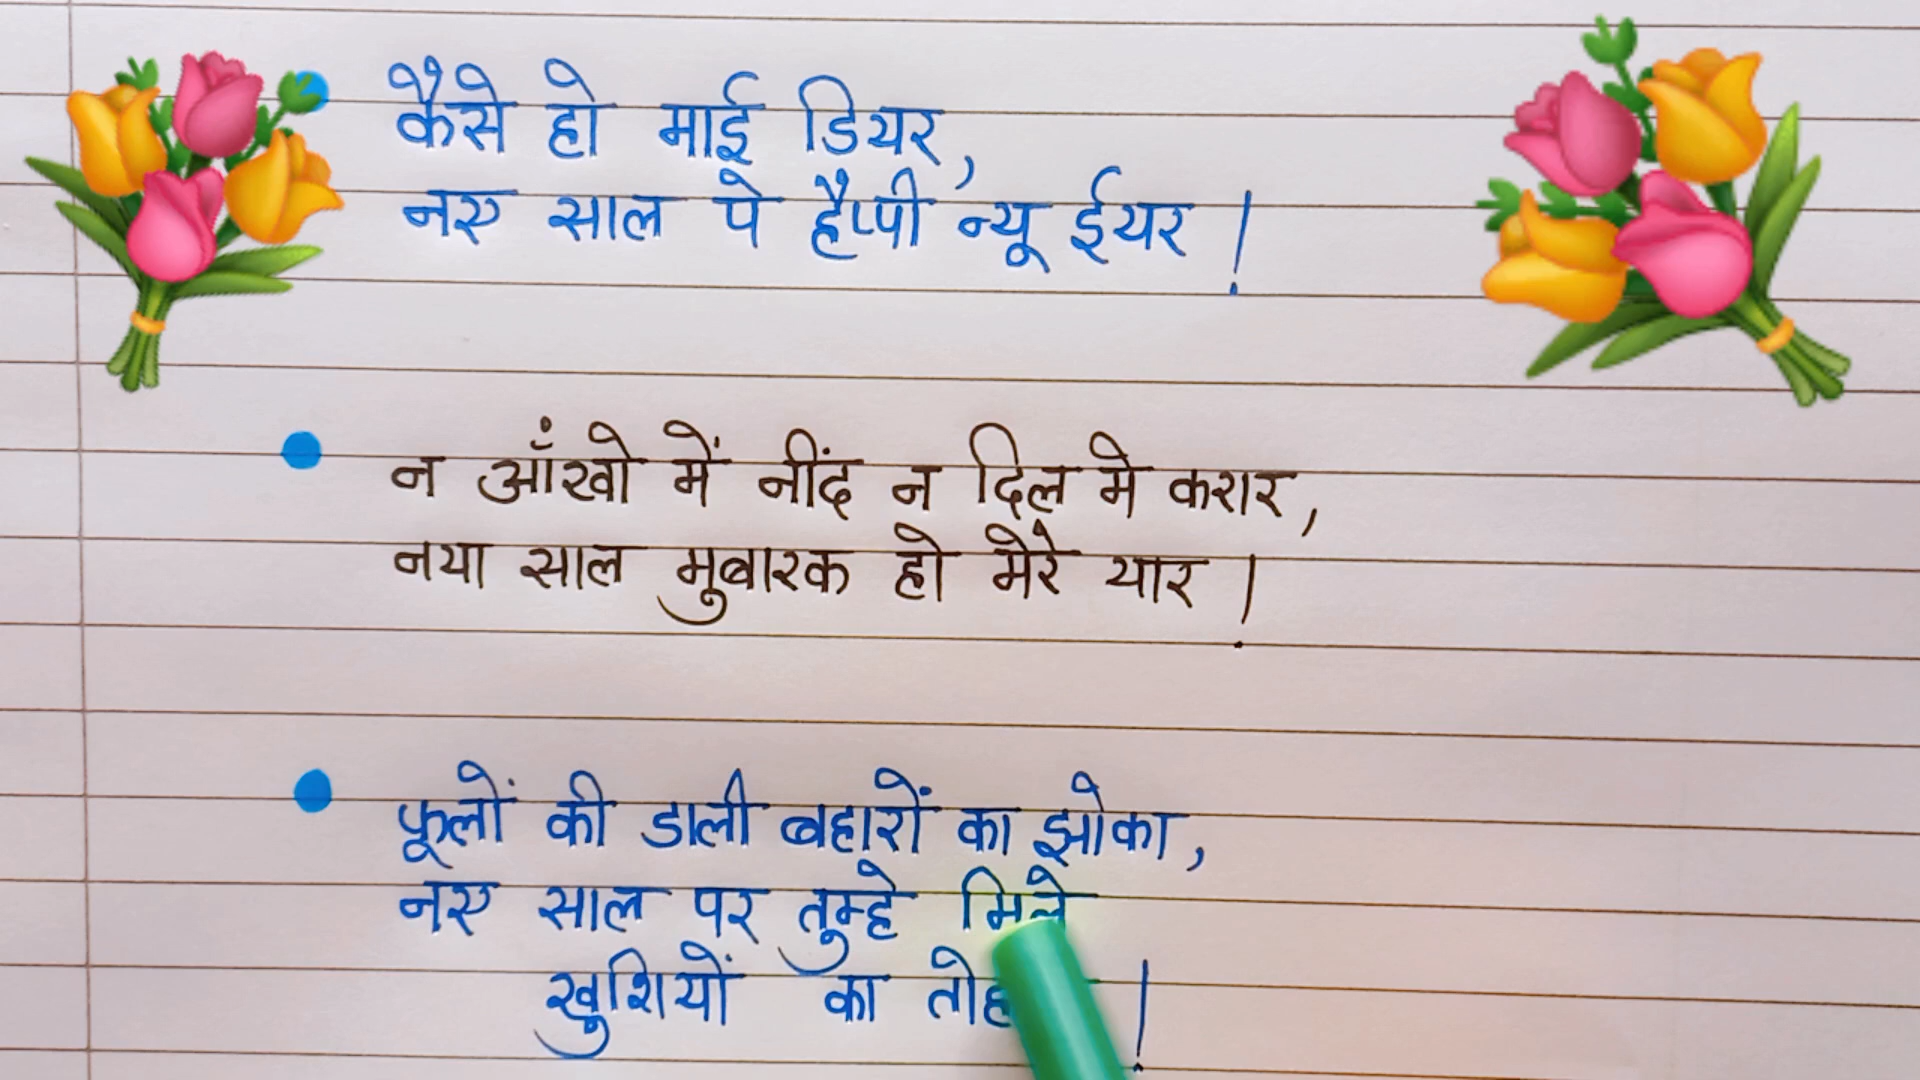 कैसे हो माई डियर,
नए साल पे हैप्पी न्यू ईयर !
न आँखो में नींद न दिल मे करार,
नया साल मुबारक हो मेरे यार !
फूलों की डाली बहारों का झोका,
नए साल पर तुम्हे मिले
खुशियों का !